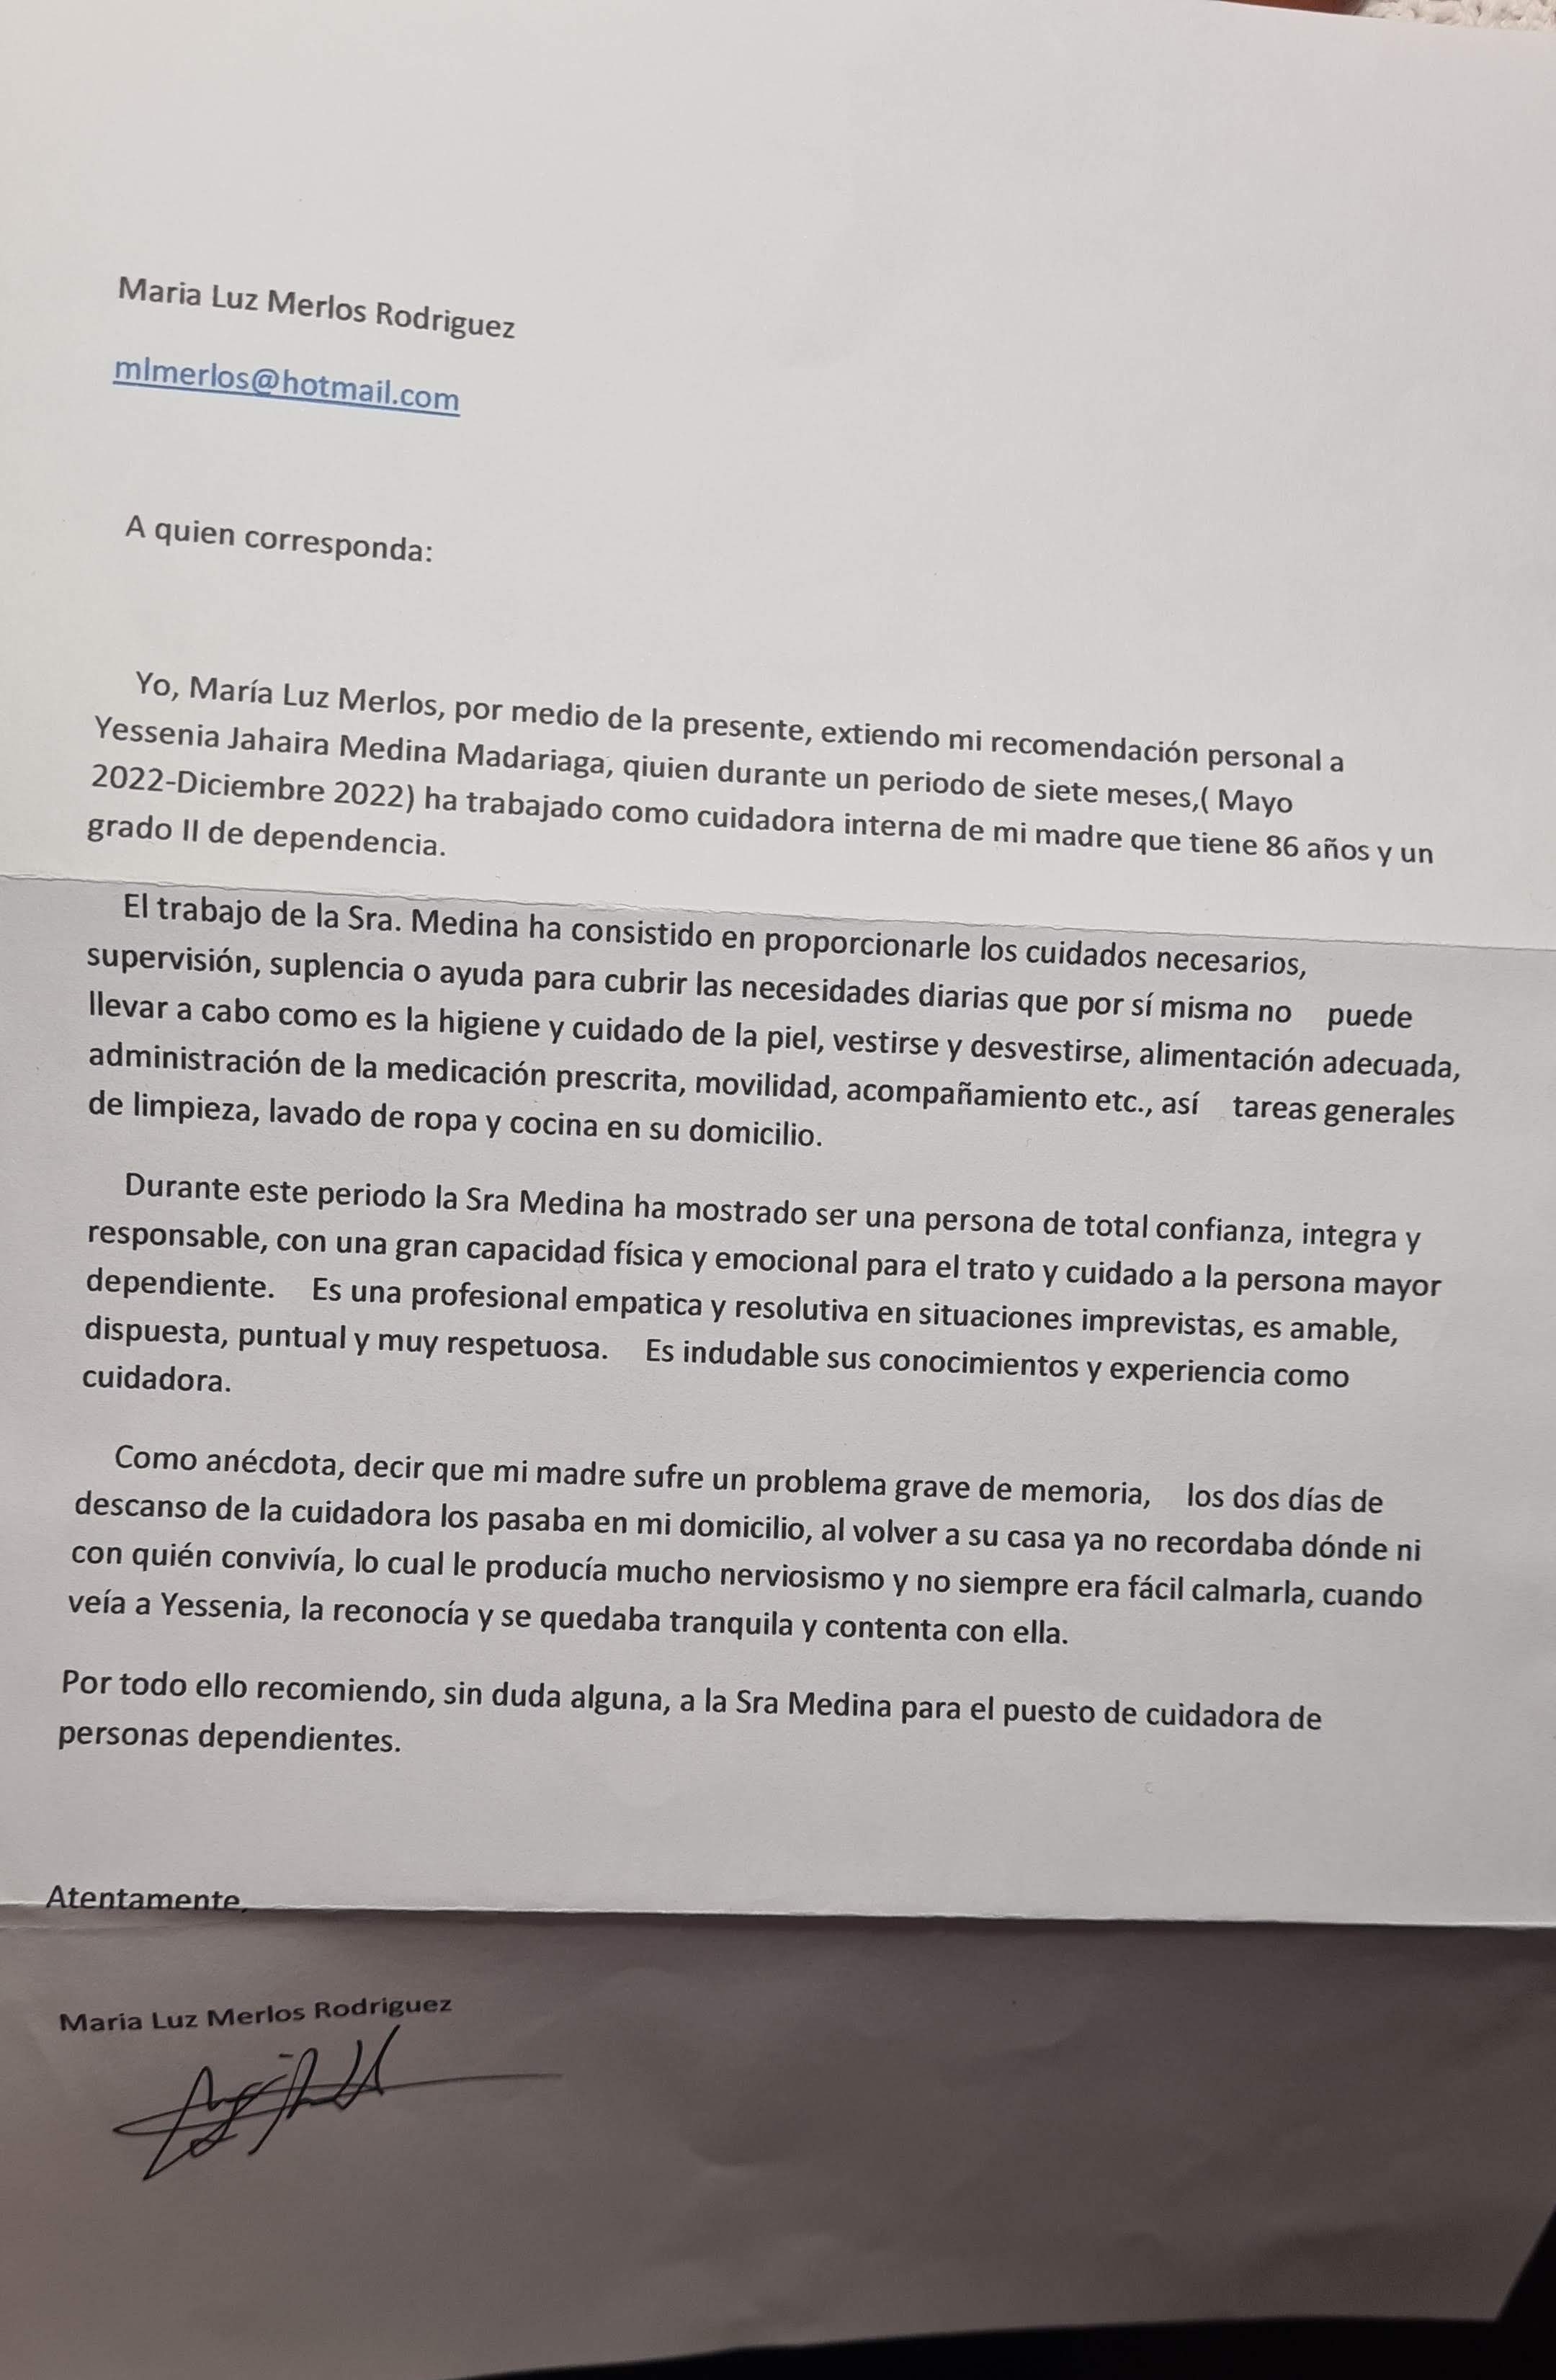 Maria Luz Merlos Rodriguez
mlmerlos@hotmail.com
A quien corresponda:
Yo, María Luz Merlos, por medio de la presente, extiendo mi recomendación personal a
Yessenia Jahaira Medina Madariaga, qiuien durante un periodo de siete meses,( Mayo
2022-Diciembre 2022) ha trabajado como cuidadora interna de mi madre que tiene 86 años y un
grado II de dependencia.
El trabajo de la Sra. Medina ha consistido en proporcionarle los cuidados necesarios,
supervisión, suplencia o ayuda para cubrir las necesidades diarias que por sí misma no puede
llevar a cabo como es la higiene y cuidado de la piel, vestirse y desvestirse, alimentación adecuada,
administración de la medicación prescrita, movilidad, acompañamiento etc., así tareas generales
de limpieza, lavado de ropa y cocina en su domicilio.
Durante este periodo la Sra Medina ha mostrado ser una persona de total confianza, integra y
responsable, con una gran capacidad física y emocional para el trato y cuidado a la persona mayor
dependiente. Es una profesional empatica y resolutiva en situaciones imprevistas, es amable,
dispuesta, puntual y muy respetuosa. Es indudable sus conocimientos y experiencia como
cuidadora.
Como anécdota, decir que mi madre sufre un problema grave de memoria, los dos días de
descanso de la cuidadora los pasaba en mi domicilio, al volver a su casa ya no recordaba dónde ni
con quién convivía, lo cual le producía mucho nerviosismo y no siempre era fácil calmarla, cuando
veía a Yessenia, la reconocía y se quedaba tranquila y contenta con ella.
Por todo ello recomiendo, sin duda alguna, a la Sra Medina para el puesto de cuidadora de
personas dependientes.
Atentamente,
Maria Luz Merlos Rodriguez